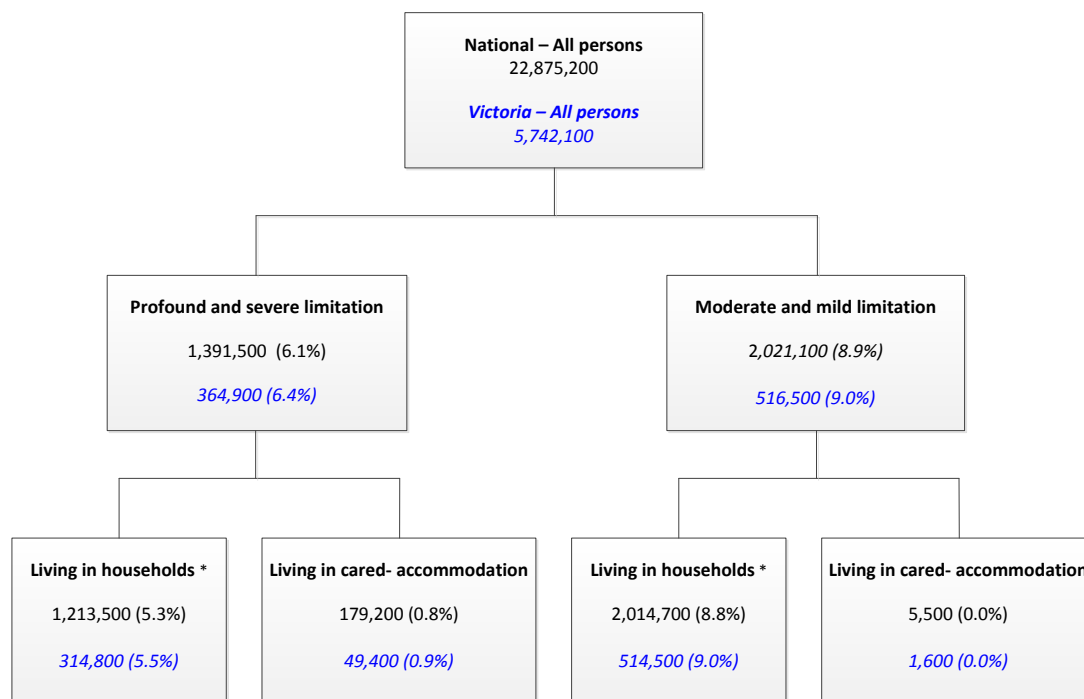 National – All persons
22,875,200
Victoria – All persons
5,742,100
Profound and severe limitation
1,391,500 (6.1%)
364,900 (6.4%)
Moderate and mild limitation
2,021,100 (8.9%)
516,500 (9.0%)
Living in households *
1,213,500 (5.3%)
314,800 (5.5%)
Living in cared- accommodation
179,200 (0.8%)
49,400 (0.9%)
Living in households *
2,014,700 (8.8%)
514,500 (9.0%)
Living in cared- accommodation
5,500 (0.0%)
1,600 (0.0%)